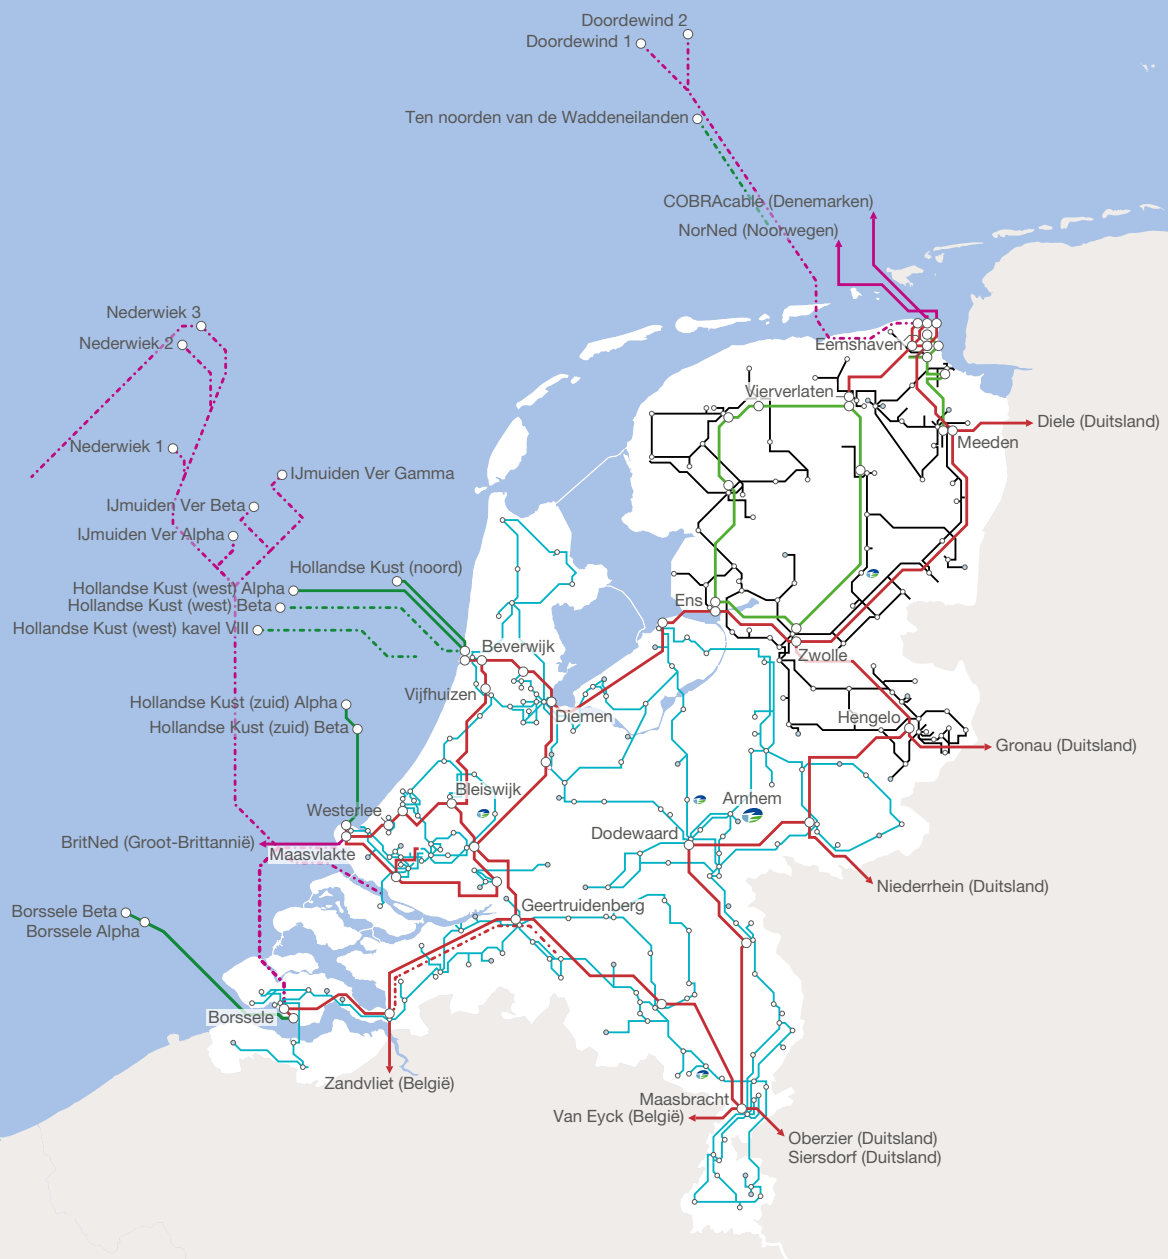 Doordewind 2
Doordewind 1
Ten noorden van de Waddeneilanden
COBRAcable (Denemarken)
NorNed (Noorwegen)
Nederwiek 3
Nederwiek 2
Eemshaven
Vierverlaten
Diele (Duitsland)
Meeden
Nederwiek 1
IJmuiden Ver Gamma
IJmuiden Ver Beta
IJmuiden Ver Alpha
Hollandse Kust (noord)
Hollandse Kust (west) Alpha
Hollandse Kust (west) Beta
Ens
Hollandse Kust (west) kavel VIII
Beverwijk
Zwolle
Vijfhuizen
Hollandse Kust (zuid) Alpha
Diemen
Hengelo
Hollandse Kust (zuid) Beta
Gronau (Duitsland)
Bleiswijk
Arnhem
Westerlee
Dodewaard
BritNed (Groot-Brittannië)
Maasvlakte
Niederrhein (Duitsland)
Geertruidenberg
Borssele Beta
Borssele Alpha
Borssele
Zandvliet (België)
Maasbracht
Van Eyck (België)
Oberzier (Duitsland)
Siersdorf (Duitsland)